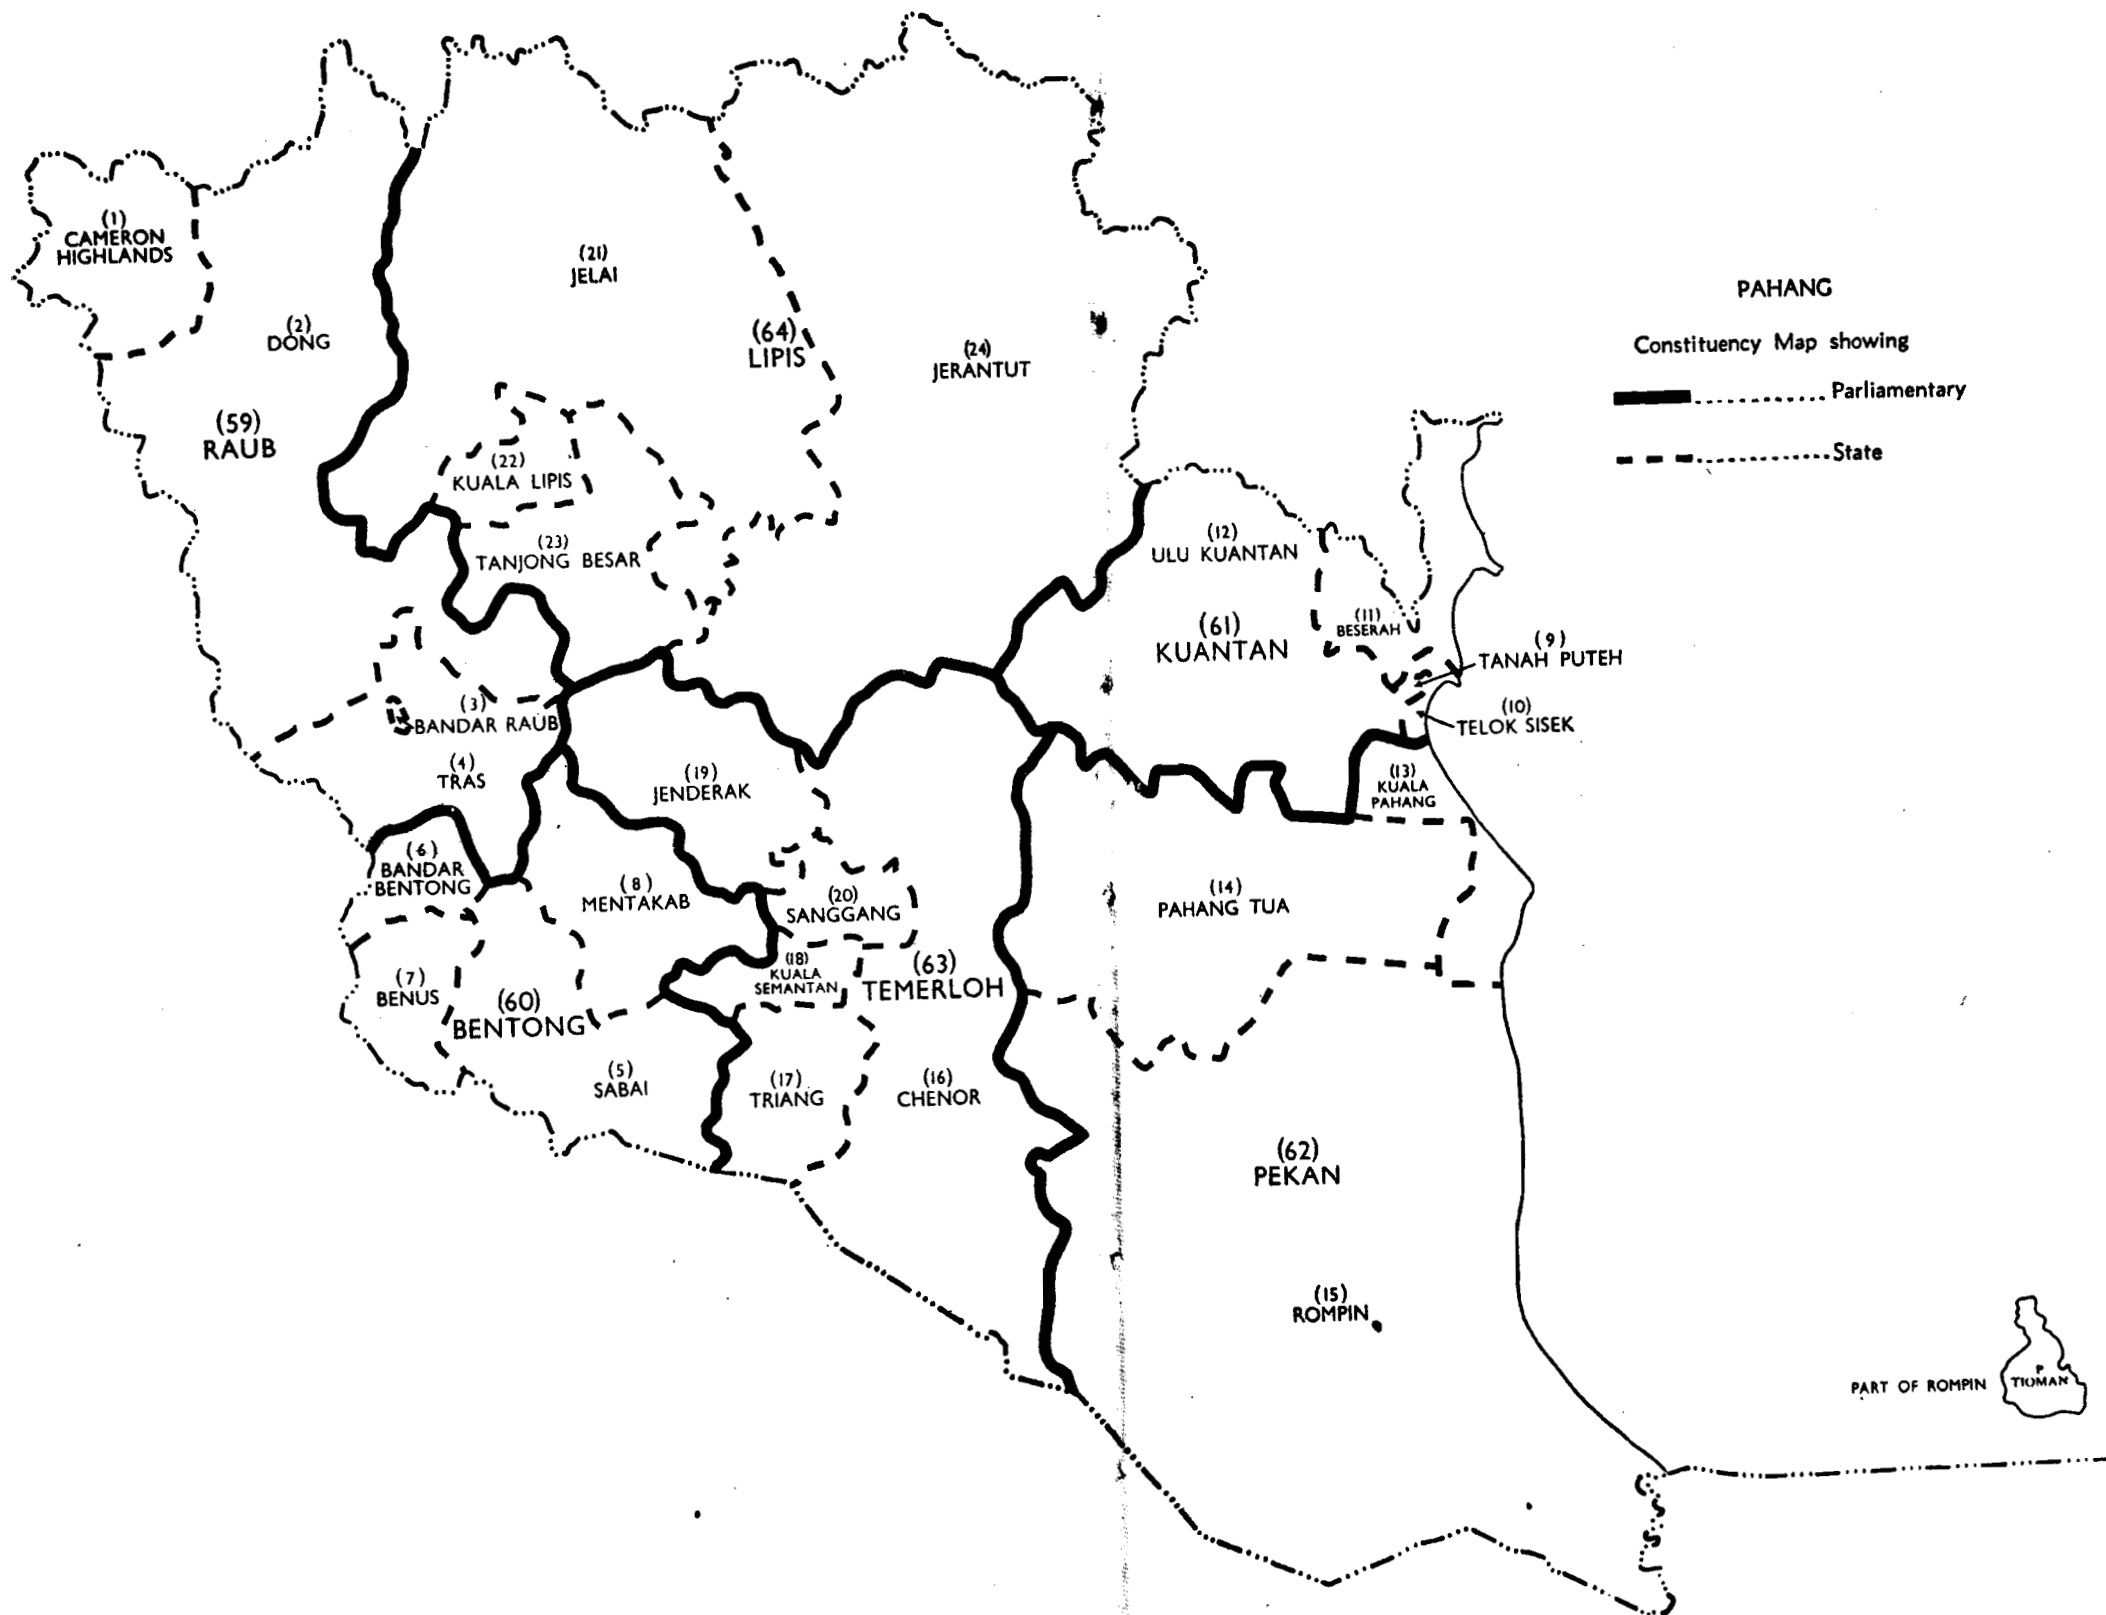 PAHANG
Constituency Map showing
Parliamentary
State
(1)
CAMERON
HIGHLANDS
(2)
DONG
(59)
RAUB
(21)
JELAI
(64)
LIPIS
(24)
JERANTUT
(22)
KUALA LIPIS
(23)
TANJONG BESAR
(12)
ULU KUANTAN
(61)
KUANTAN
(11)
BESERAH
(9)
TANAH PUTEH
(10)
TELOK SISEK
(3)
BANDAR RAUB
(4)
TRAS
(19)
JENDERAK
(13)
KUALA
PAHANG
(6)
BANDAR
BENTONG
(8)
MENTAKAB
(20)
SANGGANG
(14)
PAHANG TUA
(7)
BENUS
(60)
BENTONG
(18)
KUALA
SEMANTAN
(63)
TEMERLOH
(5)
SABAI
(17)
TRIANG
(16)
CHENOR
(62)
PEKAN
(15)
ROMPIN
PART OF ROMPIN
P
TIOMAN